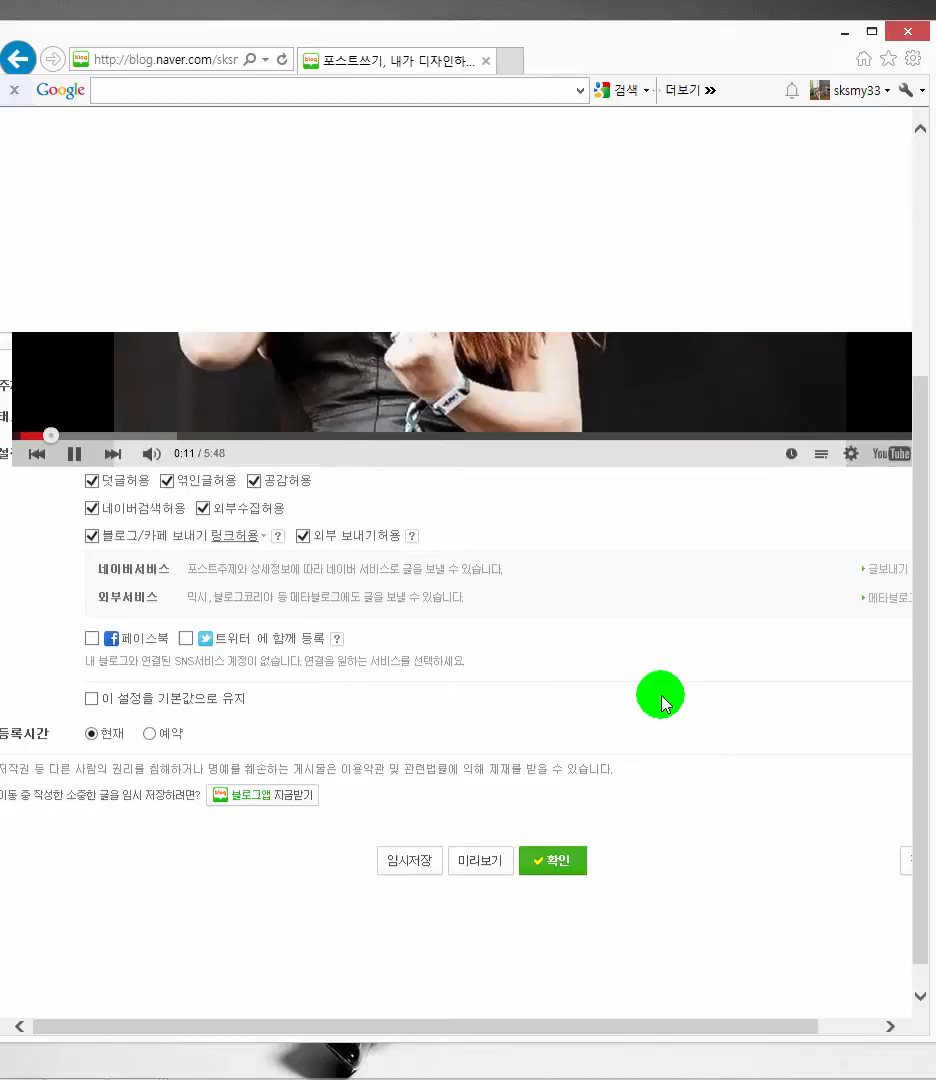 http://blog.naver.com/sksr
포스트쓰기, 내가 디자인하...
Google
검색
더보기
sksmy33
0:11 / 5:48
YouTube
덧글허용 엮인글허용 공감허용
네이버검색허용 외부수집허용
블로그/카페 보내기 링크허용 ? 외부 보내기허용 ?
네이버서비스 포스트주제와 상세정보에 따라 네이버 서비스로 글을 보낼 수 있습니다. 글보내기
외부서비스 믹시, 블로그코리아 등 메타블로그에도 글을 보낼 수 있습니다. 메타블로그
페이스북 트위터 에 함께 등록 ?
내 블로그와 연결된 SNS서비스 계정이 없습니다. 연결을 원하는 서비스를 선택하세요.
이 설정을 기본값으로 유지
등록시간 현재 예약
저작권 등 다른 사람의 권리를 침해하거나 명예를 훼손하는 게시물은 이용약관 및 관련법률에 의해 제재를 받을 수 있습니다.
이동 중 작성한 소중한 글을 임시 저장하려면? blog 블로그앱 지금받기
임시저장 미리보기 확인